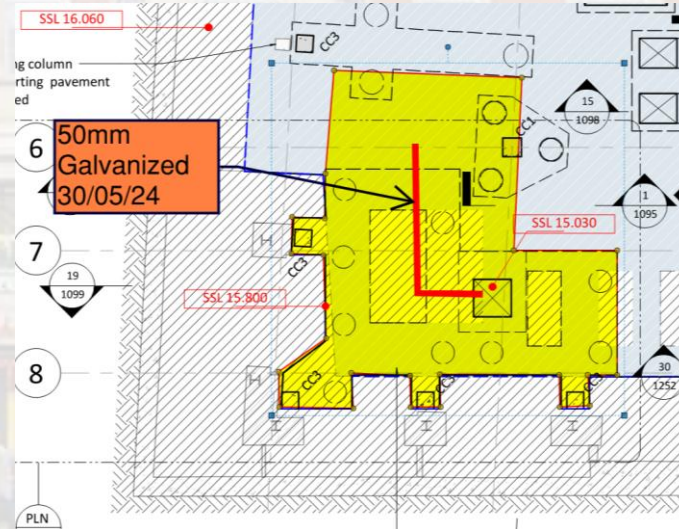 SSL 16.060
CC3
ng column
rting pavement
ed
15
1098
CC1
6
50mm
Galvanized
30/05/24
1
1095
SSL 15.030
7
CC3
19
1099
SSL 15.800
8
H
H
CC3
CC3
CC3
30
1252
I
I
I
PLN